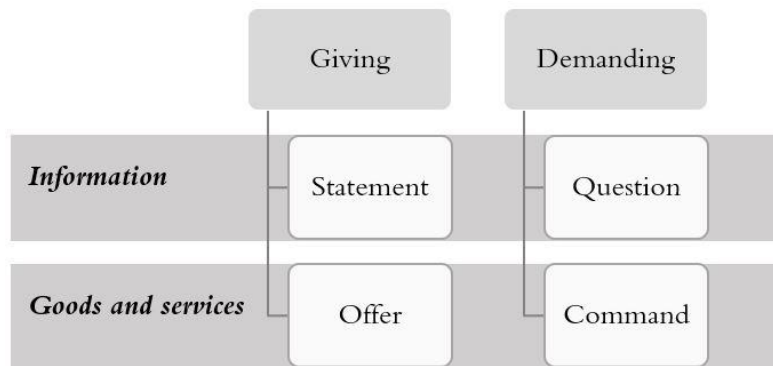 Giving
Demanding
Information
Statement
Question
Goods and services
Offer
Command